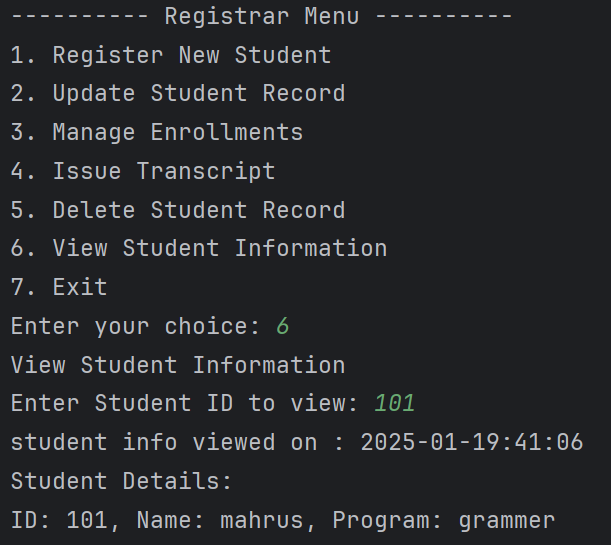 ---------- Registrar Menu ----------
1. Register New Student
2. Update Student Record
3. Manage Enrollments
4. Issue Transcript
5. Delete Student Record
6. View Student Information
7. Exit
Enter your choice: 6
View Student Information
Enter Student ID to view: 101
student info viewed on : 2025-01-19:41:06
Student Details:
ID: 101, Name: mahrus, Program: grammer